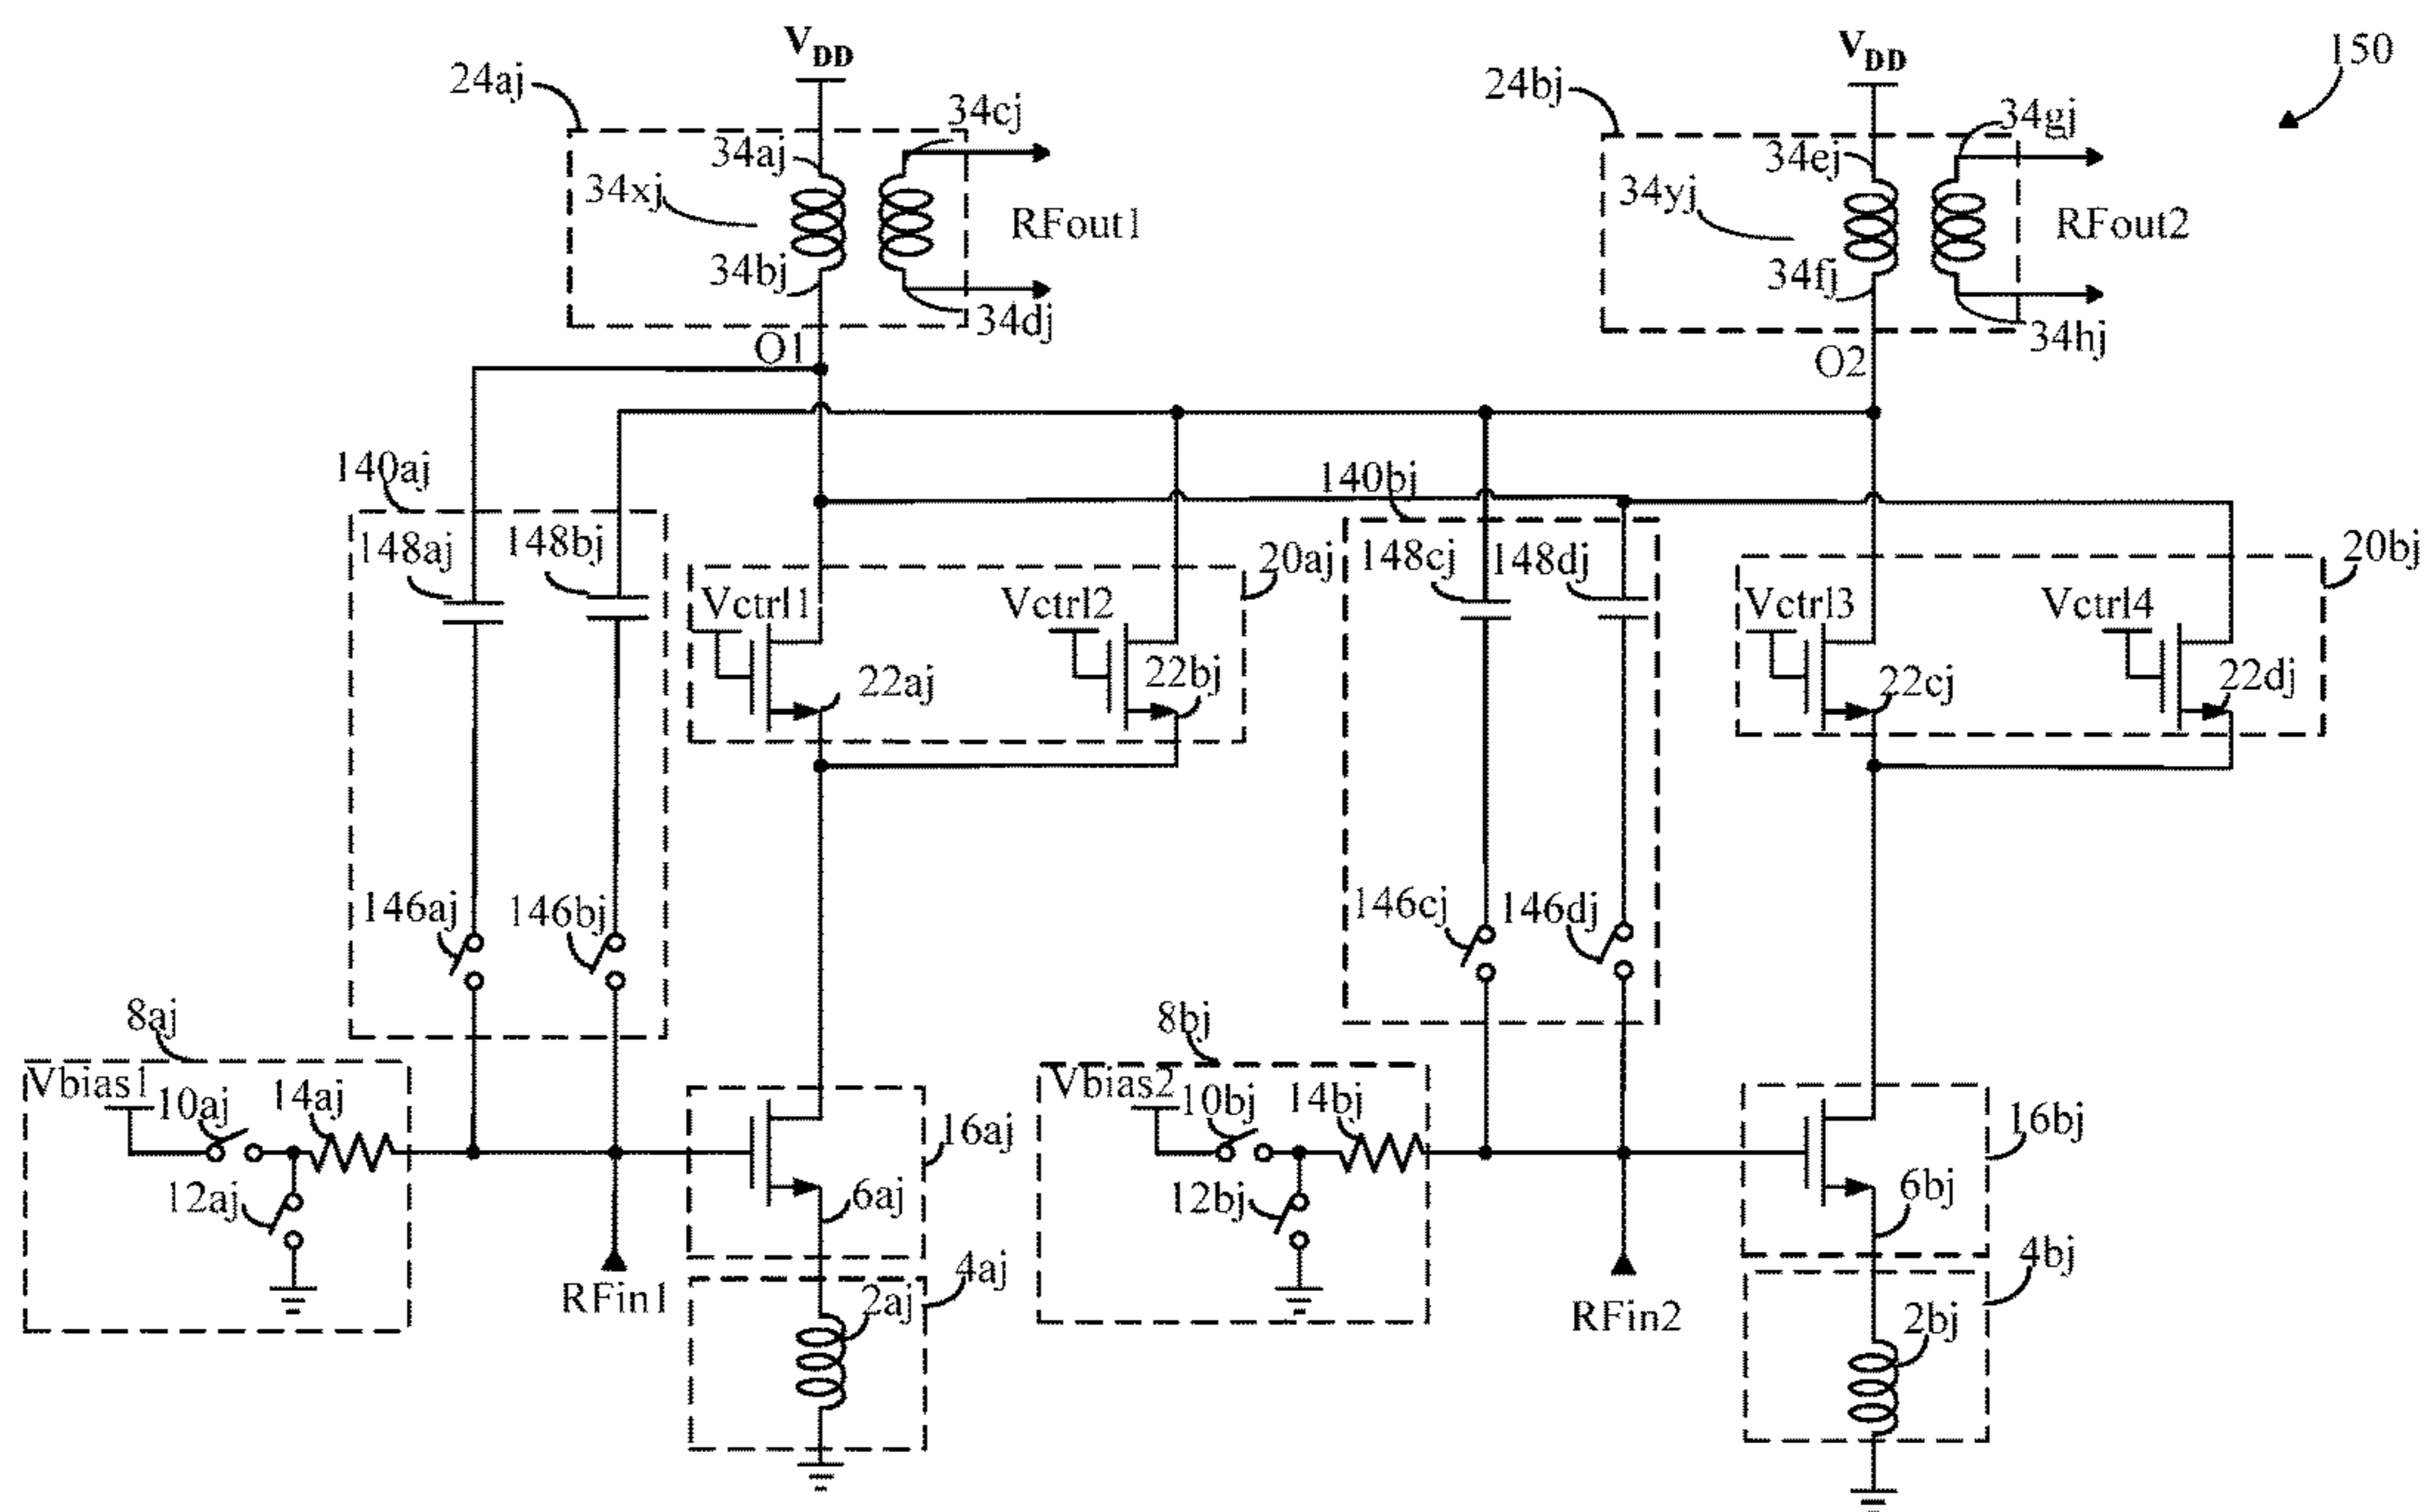 VDD
VDD
150
24aj
24bj
34cj
34gj
34aj
34ej
34xj
34yj
RFout1
RFout2
34bj
34fj
34dj
34hj
O1
O2
140aj
140bj
148aj
148bj
20aj
148cj
148dj
20bj
Vctrl1
Vctrl2
Vctrl3
Vctrl4
22aj
22bj
22cj
22dj
146aj
146bj
146cj
146dj
8aj
8bj
Vbias1
10aj
14aj
Vbias2
10bj
14bj
16aj
16bj
12aj
6aj
12bj
6bj
4aj
4bj
RFin1
2aj
RFin2
2bj